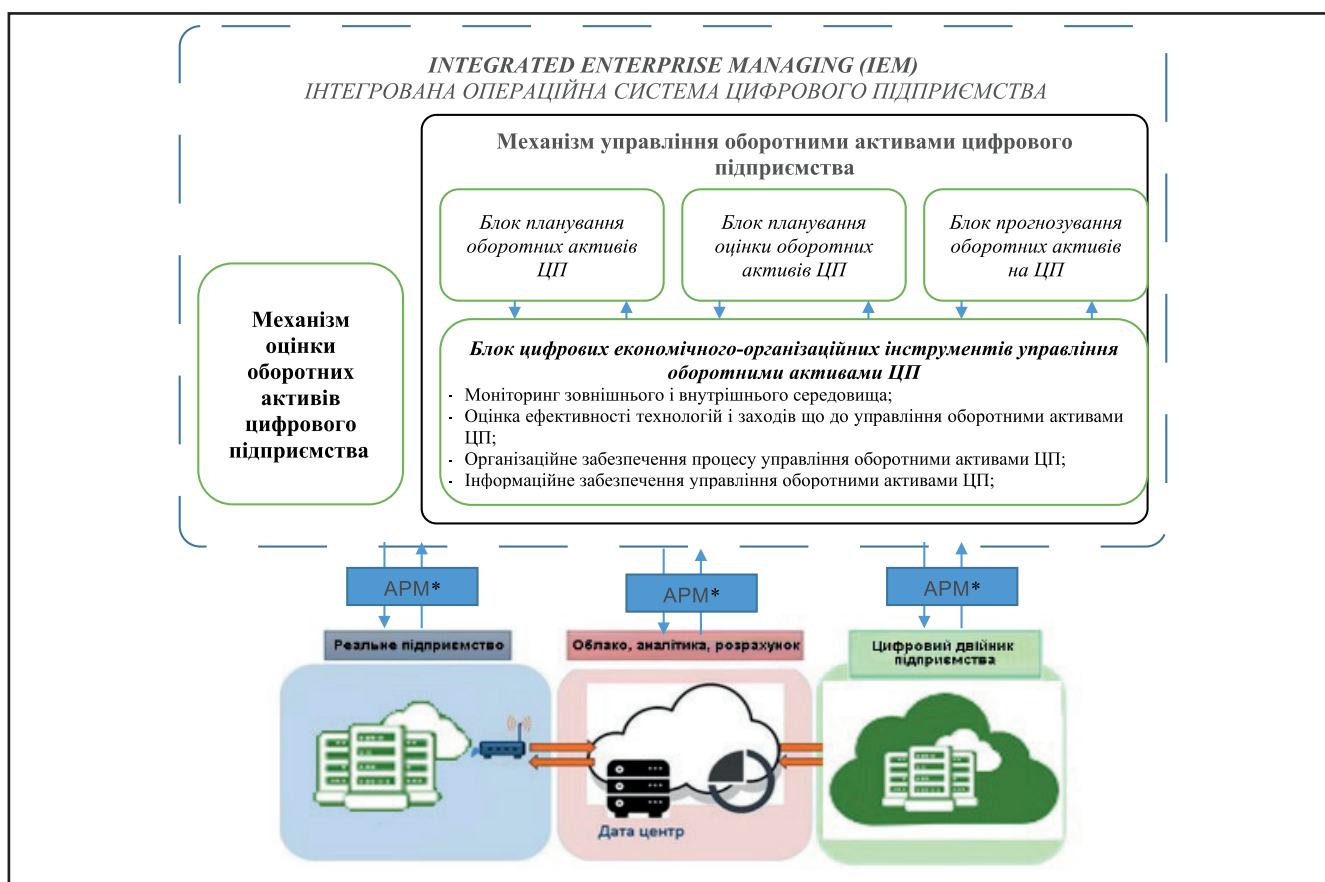 INTEGRATED ENTERPRISE MANAGING (IEM)
ІНТЕГРОВАНА ОПЕРАЦІЙНА СИСТЕМА ЦИФРОВОГО ПІДПРИЄМСТВА
Механізм управління оборотними активами цифрового
підприємства
Блок планування
оборотних активів
ЦП
Блок планування
оцінки оборотних
активів ЦП
Блок прогнозування
оборотних активів
на ЦП
Механізм
оцінки
оборотних
активів
цифрового
підприємства
Блок цифрових економічного-організаційних інструментів управління
оборотними активами ЦП
- Моніторинг зовнішнього і внутрішнього середовища;
- Оцінка ефективності технологій і заходів що до управління оборотними активами
ЦП;
- Організаційне забезпечення процесу управління оборотними активами ЦП;
- Інформаційне забезпечення управління оборотними активами ЦП;
АРМ*
АРМ*
АРМ*
Реальне підприємство
Облако, аналітика, розрахунок
Цифровий двійник
підприємства
Дата центр